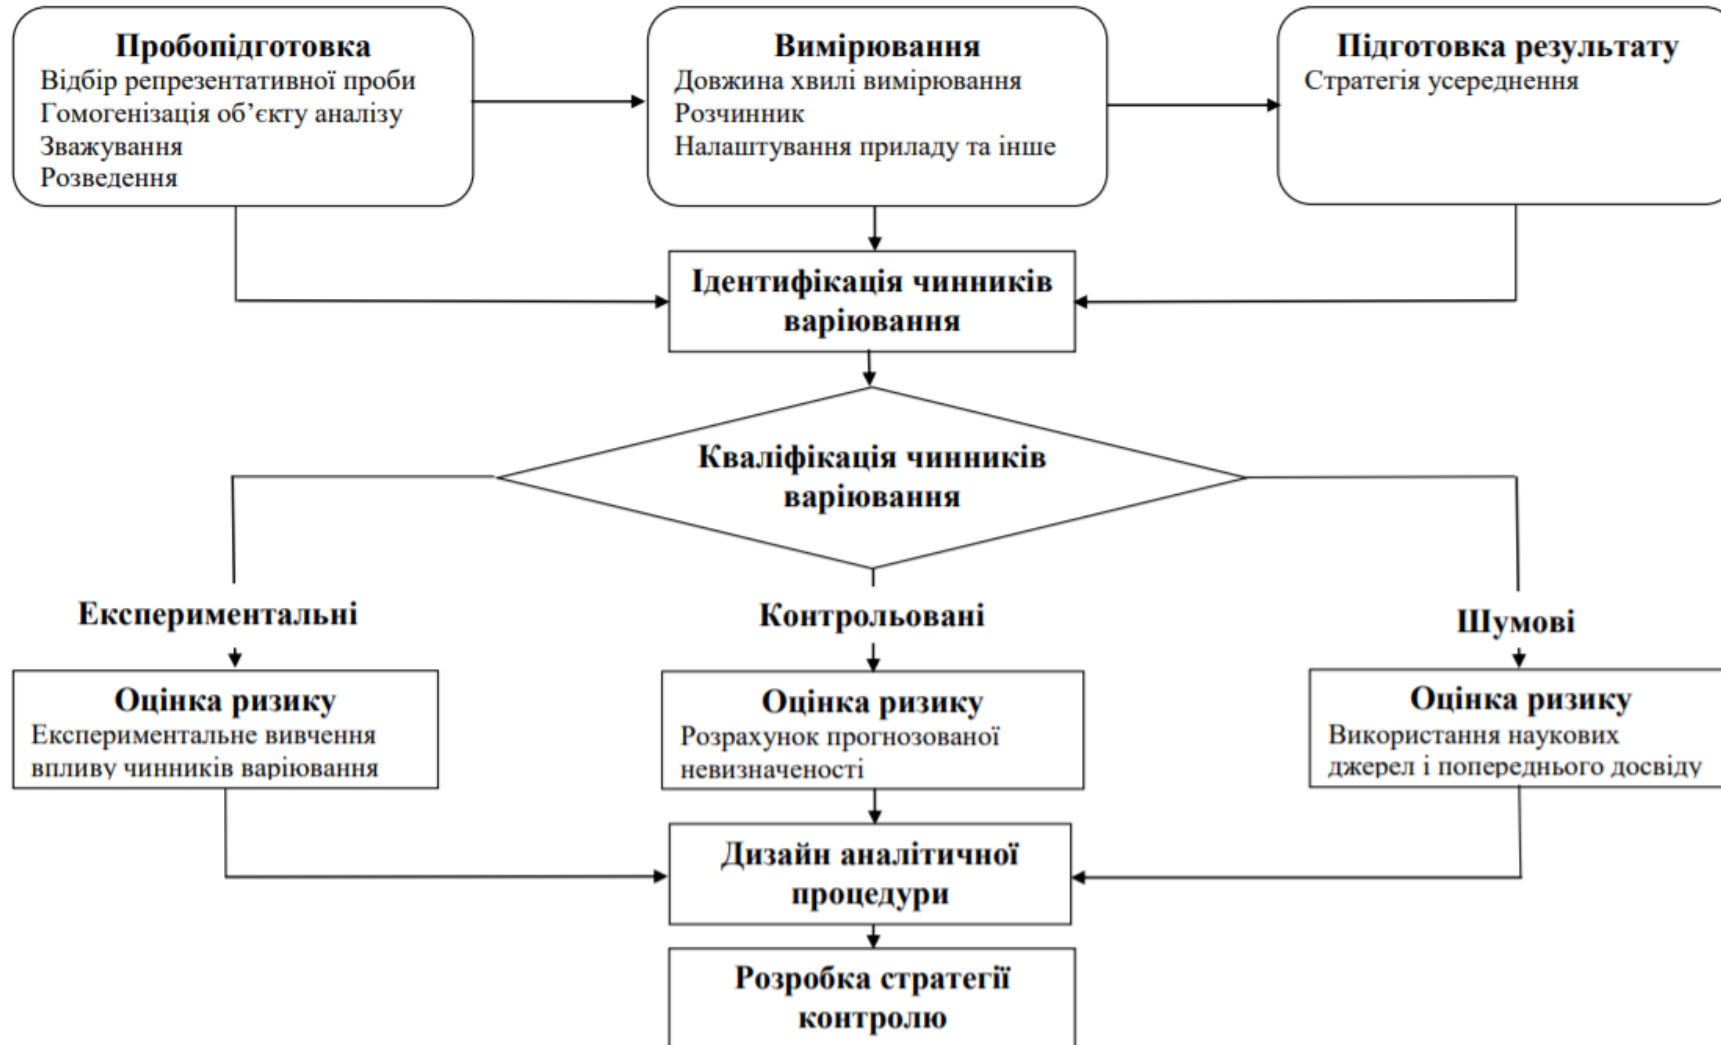 Пробопідготовка
Відбір репрезентативної проби
Гомогенізація об’єкту аналізу
Зважування
Розведення
Вимірювання
Довжина хвилі вимірювання
Розчинник
Налаштування приладу та інше
Підготовка результату
Стратегія усереднення
Ідентифікація чинників
варіювання
Кваліфікація чинників
варіювання
Експериментальні
Контрольовані
Шумові
Оцінка ризику
Експериментальне вивчення
впливу чинників варіювання
Оцінка ризику
Розрахунок прогнозованої
невизначеності
Оцінка ризику
Використання наукових
джерел і попереднього досвіду
Дизайн аналітичної
процедури
Розробка стратегії
контролю